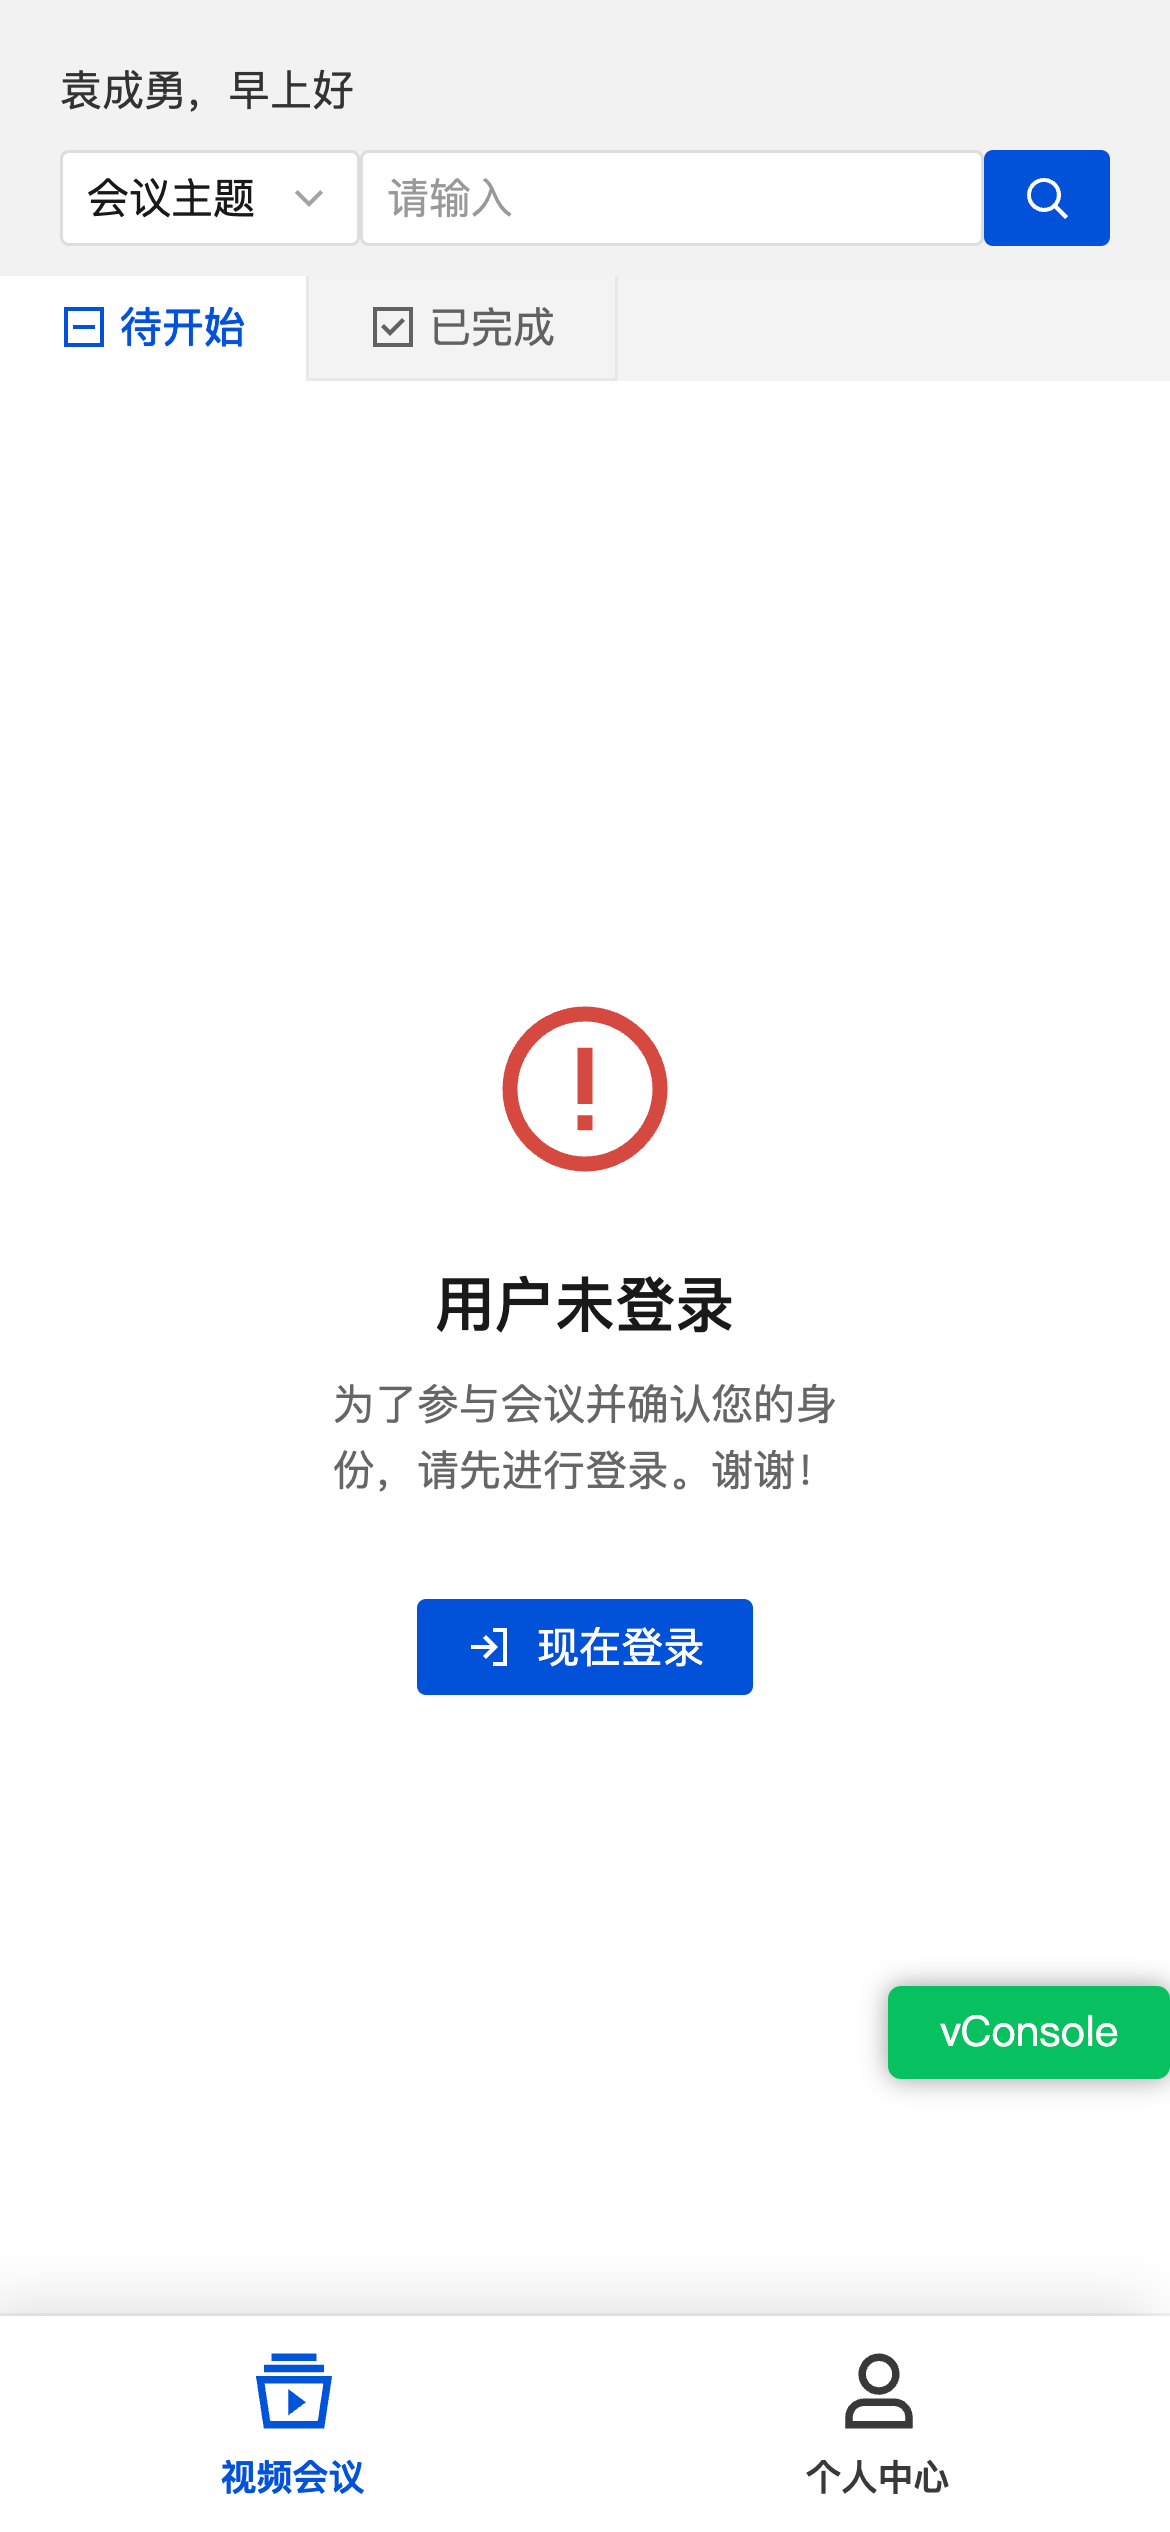 袁成勇，早上好
会议主题
请输入
待开始
已完成
用户未登录
为了参与会议并确认您的身
份，请先进行登录。谢谢！
现在登录
vConsole
视频会议
个人中心